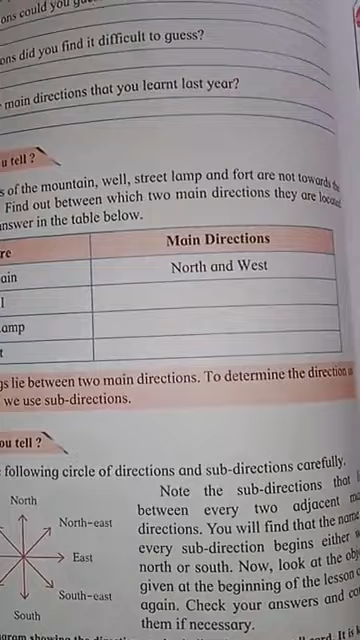 ons could you
ons did you find it difficult to guess?
main directions that you learnt last year?
u tell ?
s of the mountain, well, street lamp and fort are not towards
Find out between which two main directions they are located
nswer in the table below.
re Main Directions
ain North and West
l
amp
t
gs lie between two main directions. To determine the direction
we use sub-directions.
ou tell ?
following circle of directions and sub-directions carefully.
North
North-east
East
South-east
South
Note the sub-directions that
between every two adjacent
directions. You will find that the name
every sub-direction begins either
north or south. Now, look at the
given at the beginning of the lesson
again. Check your answers and
them if necessary.